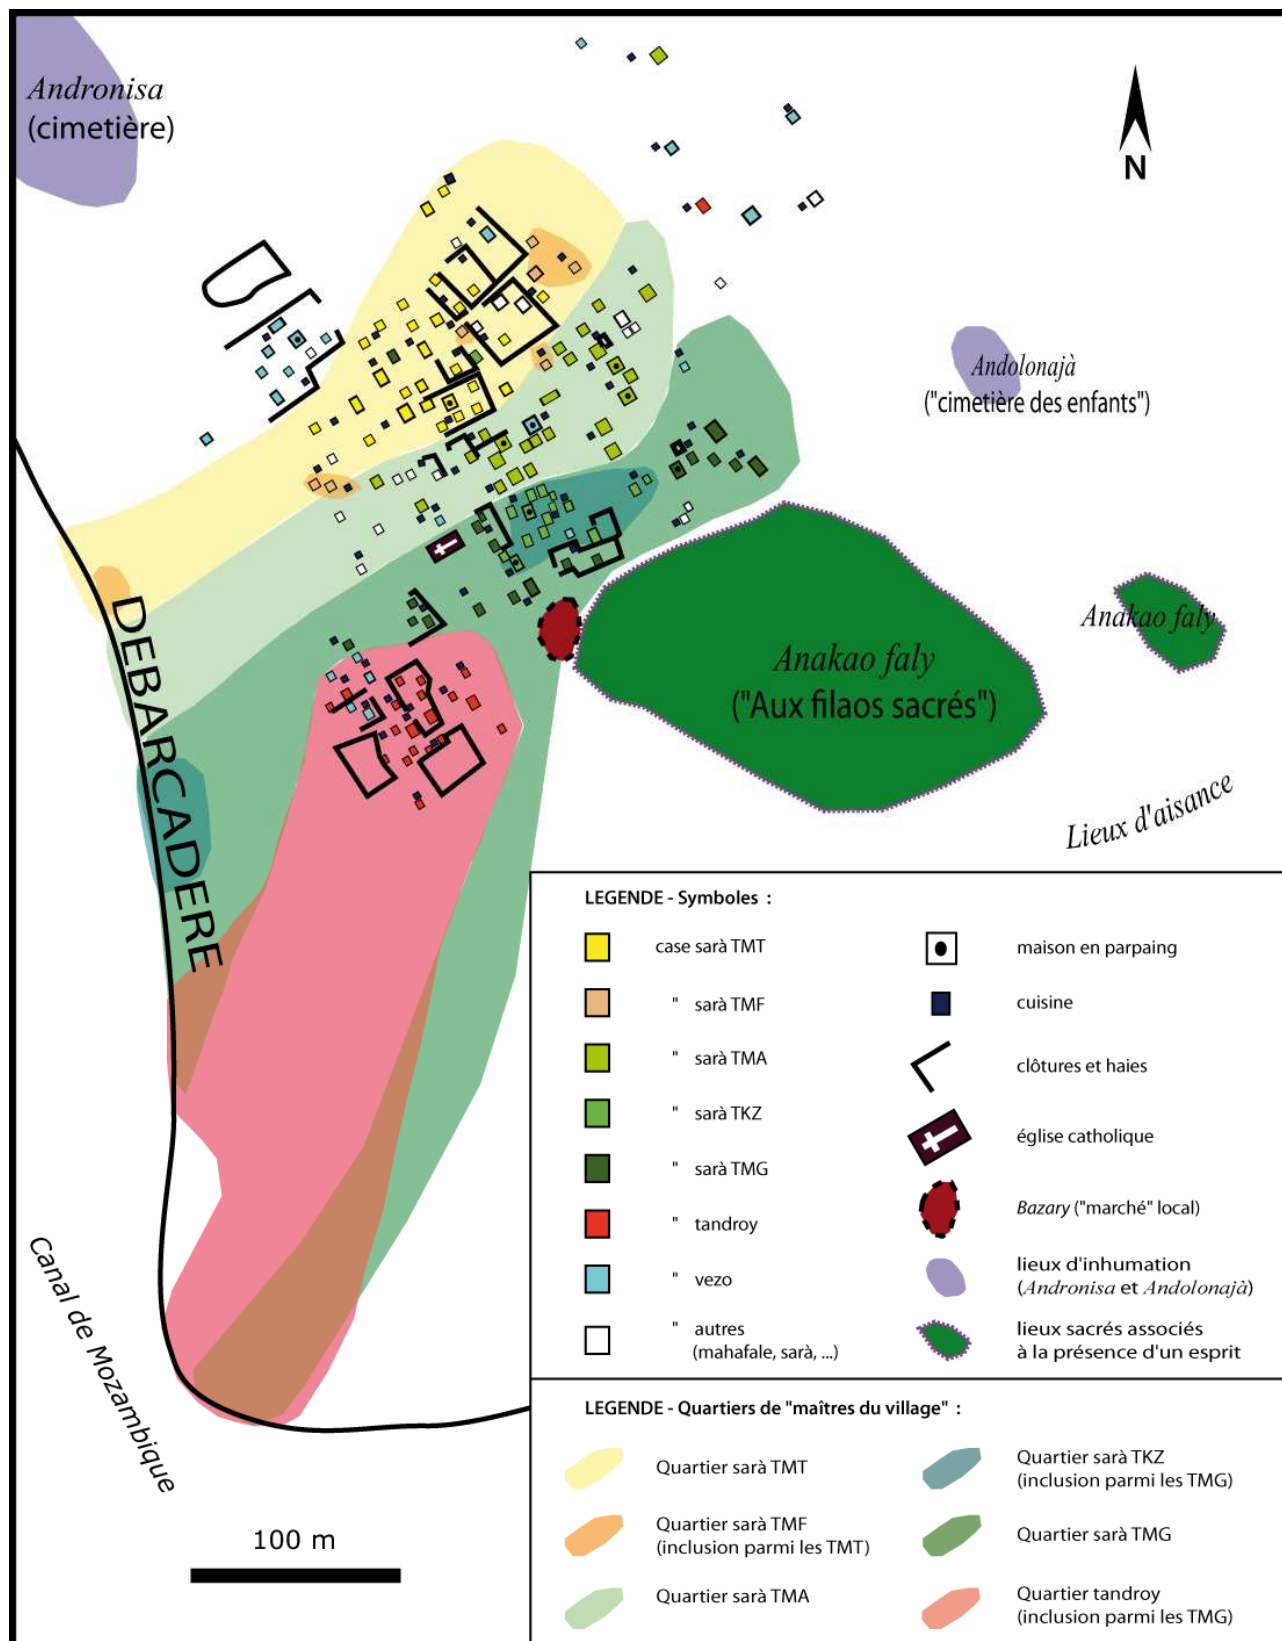 Andronisa
(cimetière)
N
Andolonajà
("cimetière des enfants")
Anakao faly
Anakao faly
("Aux filaos sacrés")
DEBARCADERE
Lieux d'aisance
Canal de Mozambique
100 m
LEGENDE - Symboles :
case sarà TMT
" sarà TMF
" sarà TMA
" sarà TKZ
" sarà TMG
" tandroy
" vezo
" autres
(mahafale, sarà, ...)
maison en parpaing
cuisine
clôtures et haies
église catholique
Bazary ("marché" local)
lieux d'inhumation
(Andronisa et Andolonajà)
lieux sacrés associés
à la présence d'un esprit
LEGENDE - Quartiers de "maîtres du village" :
Quartier sarà TMT
Quartier sarà TMF
(inclusion parmi les TMT)
Quartier sarà TMA
Quartier sarà TKZ
(inclusion parmi les TMG)
Quartier sarà TMG
Quartier tandroy
(inclusion parmi les TMG)